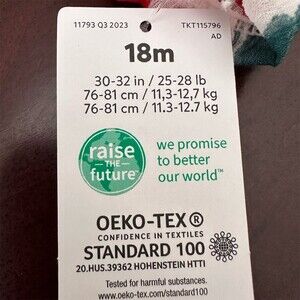 11793 Q3 2023 TKT115796
AD
18m
30-32 in / 25-28 lb
76-81 cm / 11,3-12,7 kg
76-81 cm / 11.3-12.7 kg
raise
THE
future™
we promise
to better
our world™
OEKO-TEX®
CONFIDENCE IN TEXTILES
STANDARD 100
20.HUS.39362 HOHENSTEIN HTTI
Tested for harmful substances.
www.oeko-tex.com/standard100